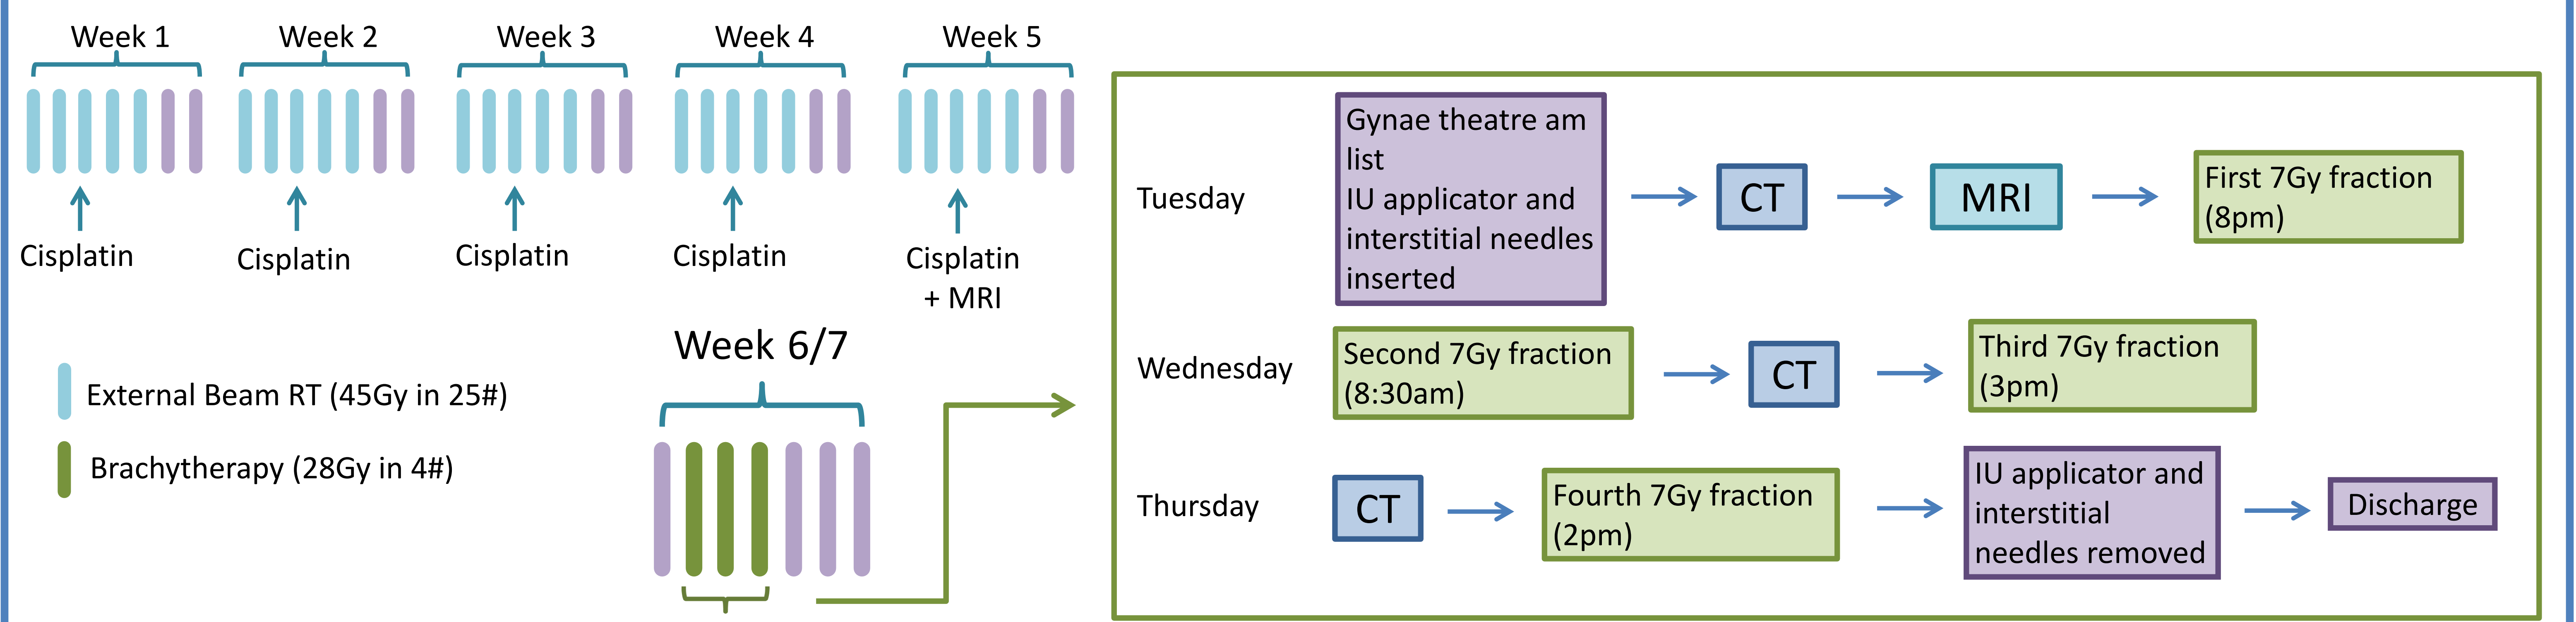 Week 1
Week 2
Week 3
Week 4
Week 5
Cisplatin
Cisplatin
Cisplatin
Cisplatin
Cisplatin
+ MRI
External Beam RT (45Gy in 25#)
Brachytherapy (28Gy in 4#)
Week 6/7
Tuesday
Gynae theatre am
list
IU applicator and
interstitial needles
inserted
CT
MRI
First 7Gy fraction
(8pm)
Wednesday
Second 7Gy fraction
(8:30am)
CT
Third 7Gy fraction
(3pm)
Thursday
CT
Fourth 7Gy fraction
(2pm)
IU applicator and
interstitial
needles removed
Discharge